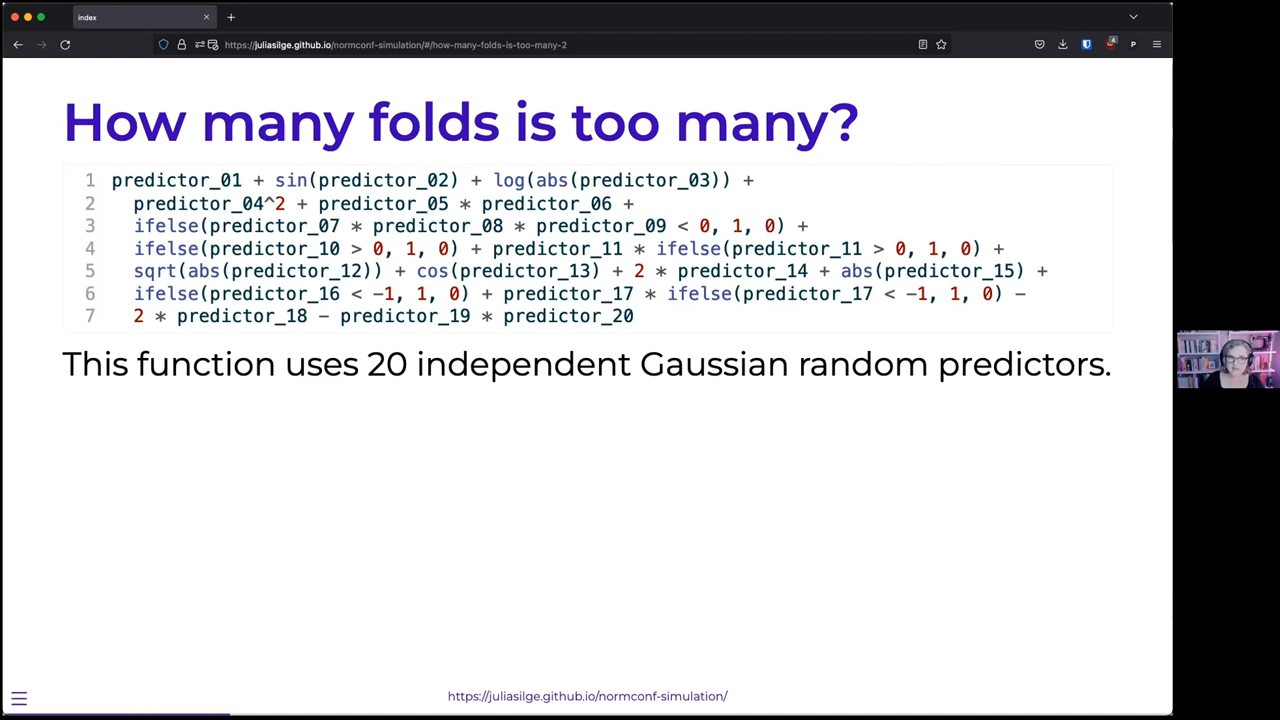 index
https://juliasilge.github.io/normconf-simulation/#/how-many-folds-is-too-many-2
4
P
How many folds is too many?
1 predictor_01 + sin(predictor_02) + log(abs(predictor_03)) +
2 predictor_04^2 + predictor_05 * predictor_06 +
3 ifelse(predictor_07 * predictor_08 * predictor_09 < 0, 1, 0) +
4 ifelse(predictor_10 > 0, 1, 0) + predictor_11 * ifelse(predictor_11 > 0, 1, 0) +
5 sqrt(abs(predictor_12)) + cos(predictor_13) + 2 * predictor_14 + abs(predictor_15) +
6 ifelse(predictor_16 < -1, 1, 0) + predictor_17 * ifelse(predictor_17 < -1, 1, 0) -
7 2 * predictor_18 - predictor_19 * predictor_20
This function uses 20 independent Gaussian random predictors.
https://juliasilge.github.io/normconf-simulation/